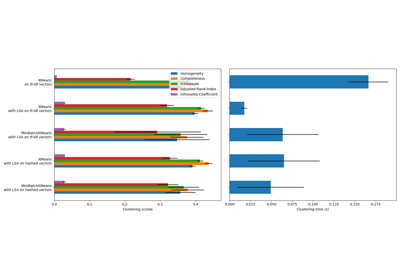 Homogeneity
Completeness
V-measure
Adjusted Rand-Index
Silhouette Coefficient
KMeans
on tf-idf vectors
KMeans
with LSA on tf-idf vectors
MiniBatchKMeans
with LSA on tf-idf vectors
KMeans
with LSA on hashed vectors
MiniBatchKMeans
with LSA on hashed vectors
0.0 0.1 0.2 0.3 0.4
Clustering scores
0.000 0.025 0.050 0.075 0.100 0.125 0.150 0.175
Clustering time (s)